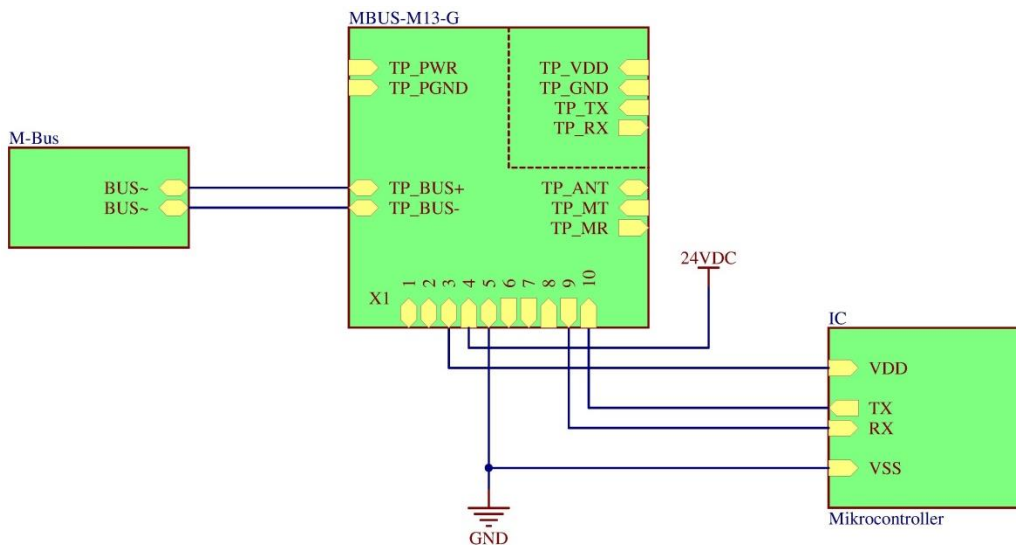 MBUS-M13-G
TP_PWR
TP_PGND
TP_VDD
TP_GND
TP_TX
TP_RX
M-Bus
BUS~
BUS~
TP_BUS+
TP_BUS-
TP_ANT
TP_MT
TP_MR
24VDC
X1
1 2 3 4 5 6 7 8 9 10
IC
VDD
TX
RX
VSS
Mikrocontroller
GND